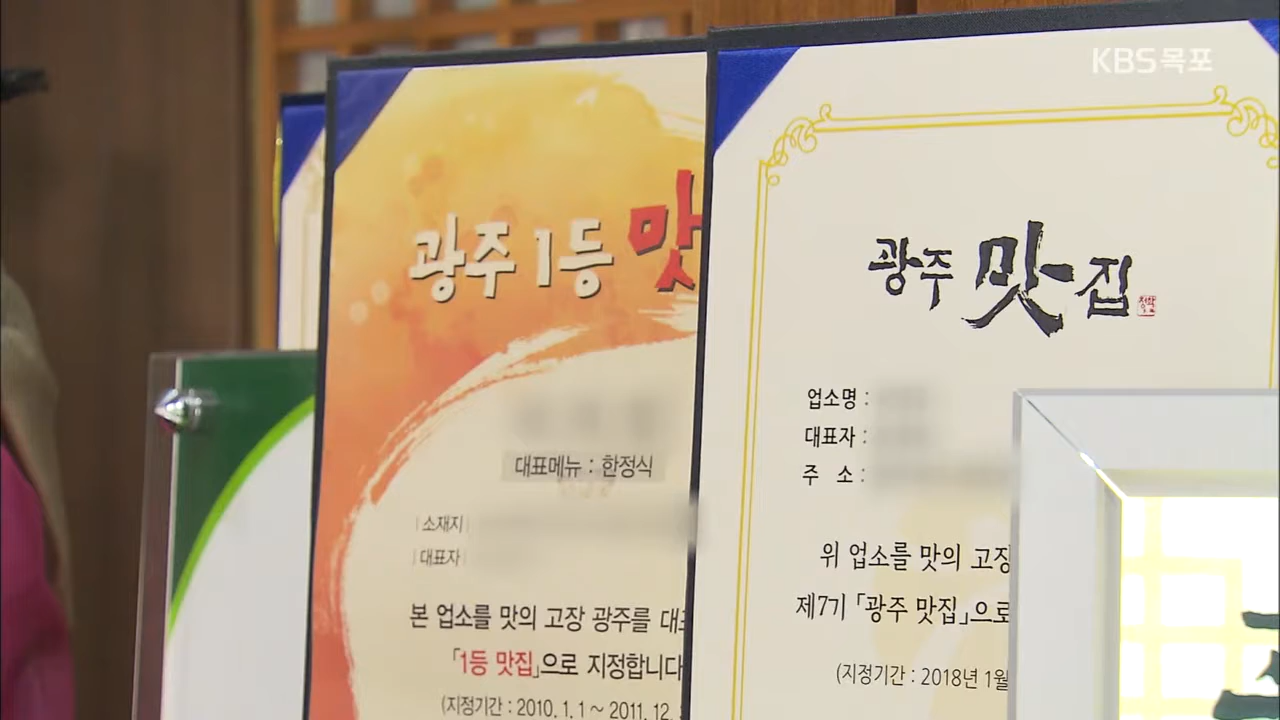 KBS목포
광주 1등 맛
대표메뉴 : 한정식
소재지
대표자
본 업소를 맛의 고장 광주를 대
「1등 맛집」으로 지정합니다
(지정기간 : 2010. 1. 1 ~ 2011. 12.
광주 맛집
업소명 :
대표자 :
주 소 :
위 업소를 맛의 고장
제7기 「광주 맛집」으로
(지정기간 : 2018년 1월